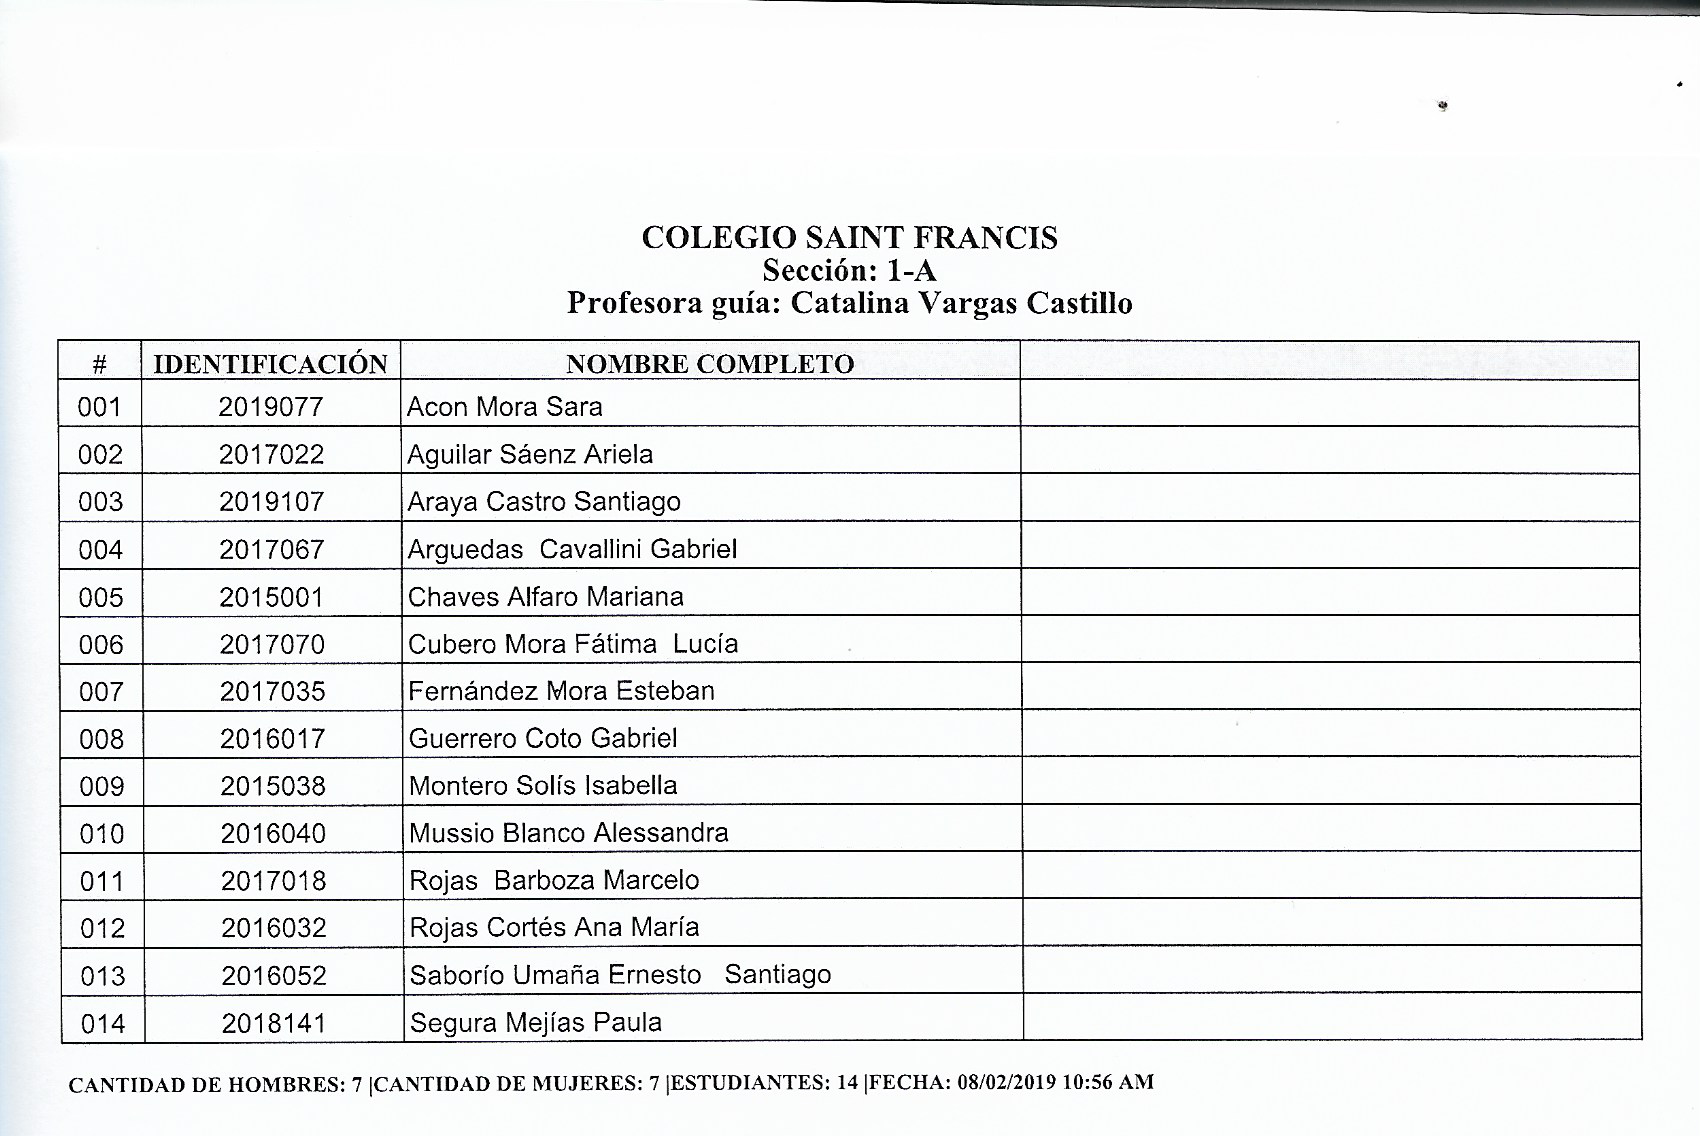 COLEGIO SAINT FRANCIS
Sección: 1-A
Profesora guía: Catalina Vargas Castillo
# IDENTIFICACIÓN NOMBRE COMPLETO
001 2019077 Acon Mora Sara
002 2017022 Aguilar Sáenz Ariela
003 2019107 Araya Castro Santiago
004 2017067 Arguedas  Cavallini Gabriel
005 2015001 Chaves Alfaro Mariana
006 2017070 Cubero Mora Fátima  Lucía
007 2017035 Fernández Mora Esteban
008 2016017 Guerrero Coto Gabriel
009 2015038 Montero Solís Isabella
010 2016040 Mussio Blanco Alessandra
011 2017018 Rojas  Barboza Marcelo
012 2016032 Rojas Cortés Ana María
013 2016052 Saborío Umaña Ernesto   Santiago
014 2018141 Segura Mejías Paula
CANTIDAD DE HOMBRES: 7 |CANTIDAD DE MUJERES: 7 |ESTUDIANTES: 14 |FECHA: 08/02/2019 10:56 AM